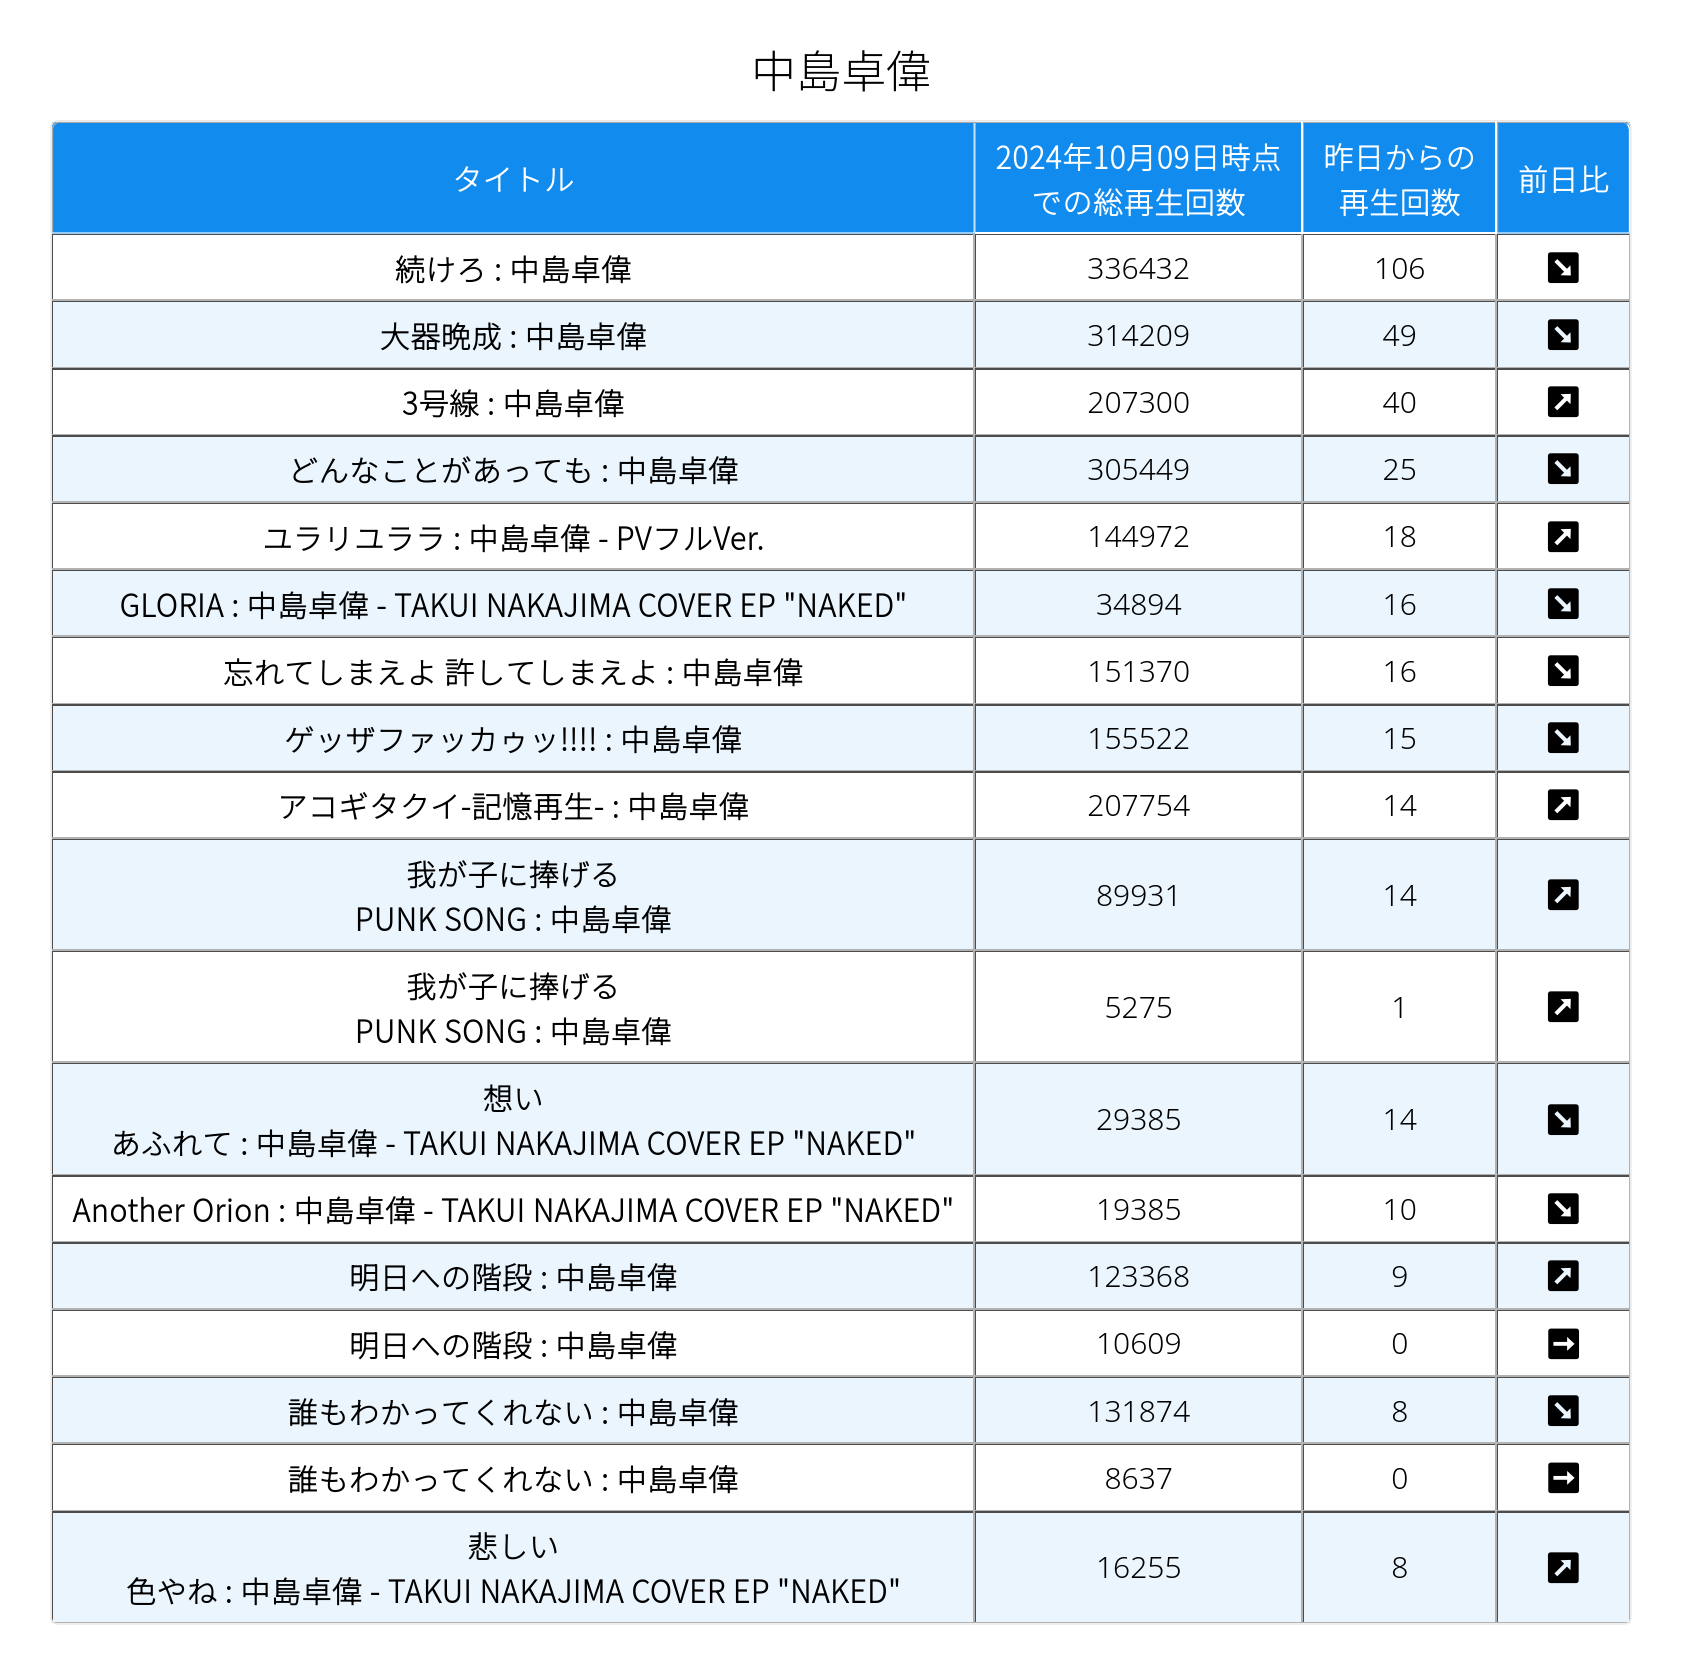 中島卓偉
タイトル
2024年10月09日時点
での総再生回数
昨日からの
再生回数
前日比
続けろ : 中島卓偉 336432 106
大器晩成 : 中島卓偉 314209 49
3号線 : 中島卓偉 207300 40
どんなことがあっても : 中島卓偉 305449 25
ユラリユララ : 中島卓偉 - PVフルVer. 144972 18
GLORIA : 中島卓偉 - TAKUI NAKAJIMA COVER EP "NAKED" 34894 16
忘れてしまえよ 許してしまえよ : 中島卓偉 151370 16
ゲッザファッカゥッ!!!! : 中島卓偉 155522 15
アコギタクイ-記憶再生- : 中島卓偉 207754 14
我が子に捧げる
PUNK SONG : 中島卓偉 89931 14
我が子に捧げる
PUNK SONG : 中島卓偉 5275 1
想い
あふれて : 中島卓偉 - TAKUI NAKAJIMA COVER EP "NAKED" 29385 14
Another Orion : 中島卓偉 - TAKUI NAKAJIMA COVER EP "NAKED" 19385 10
明日への階段 : 中島卓偉 123368 9
明日への階段 : 中島卓偉 10609 0
誰もわかってくれない : 中島卓偉 131874 8
誰もわかってくれない : 中島卓偉 8637 0
悲しい
色やね : 中島卓偉 - TAKUI NAKAJIMA COVER EP "NAKED" 16255 8